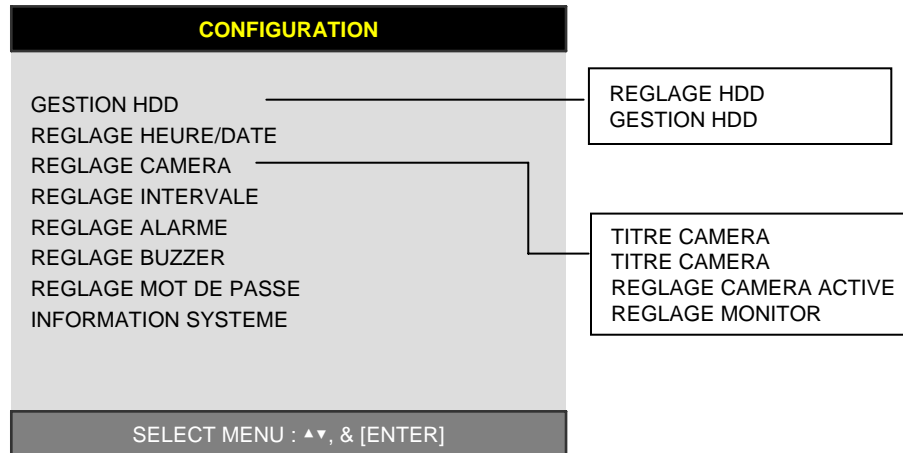 CONFIGURATION
GESTION HDD
REGLAGE HEURE/DATE
REGLAGE CAMERA
REGLAGE INTERVALE
REGLAGE ALARME
REGLAGE BUZZER
REGLAGE MOT DE PASSE
INFORMATION SYSTEME
SELECT MENU : ▲▼, & [ENTER]
REGLAGE HDD
GESTION HDD
TITRE CAMERA
TITRE CAMERA
REGLAGE CAMERA ACTIVE
REGLAGE MONITOR